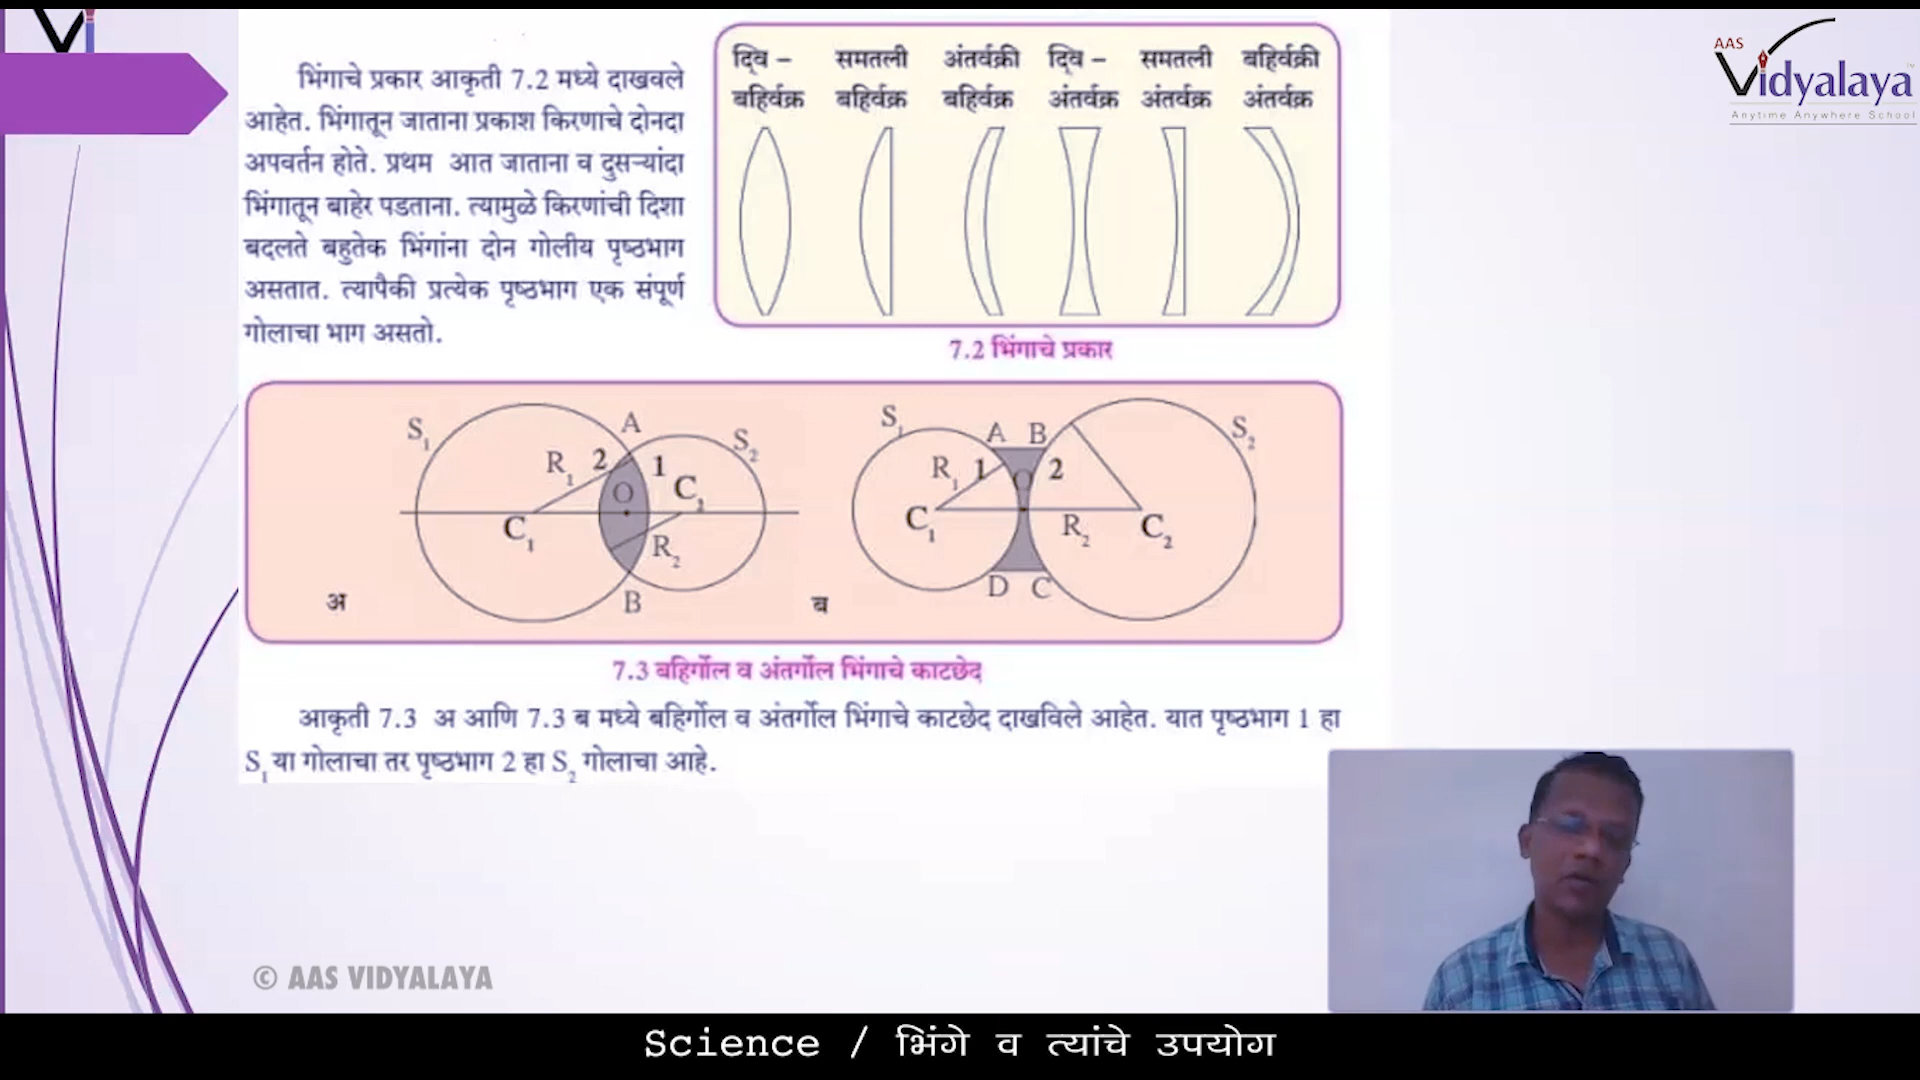 VI
AAS
Vidyalaya
Anytime Anywhere School
भिंगाचे प्रकार आकृती 7.2 मध्ये दाखवले
आहेत. भिंगातून जाताना प्रकाश किरणाचे दोनदा
अपवर्तन होते. प्रथम आत जाताना व दुसऱ्यांदा
भिंगातून बाहेर पडताना. त्यामुळे किरणांची दिशा
बदलते बहुतेक भिंगांना दोन गोलीय पृष्ठभाग
असतात. त्यापैकी प्रत्येक पृष्ठभाग एक संपूर्ण
गोलाचा भाग असतो.
द्वि – समतली अंतर्वक्री द्वि – समतली बहिर्वक्री
बहिर्वक्र बहिर्वक्र बहिर्वक्र अंतर्वक्र अंतर्वक्र अंतर्वक्र
7.2 भिंगाचे प्रकार
S₁ A S₂
R₁ 2 1
O C₂
C₁
R₂
अ B
S₁ A B S₂
R₁ 1 O 2
C₁ R₂ C₂
ब D C
7.3 बहिर्गोल व अंतर्गोल भिंगाचे काटछेद
आकृती 7.3 अ आणि 7.3 ब मध्ये बहिर्गोल व अंतर्गोल भिंगाचे काटछेद दाखविले आहेत. यात पृष्ठभाग 1 हा
S₁ या गोलाचा तर पृष्ठभाग 2 हा S₂ गोलाचा आहे.
© AAS VIDYALAYA
Science / भिंगे व त्यांचे उपयोग